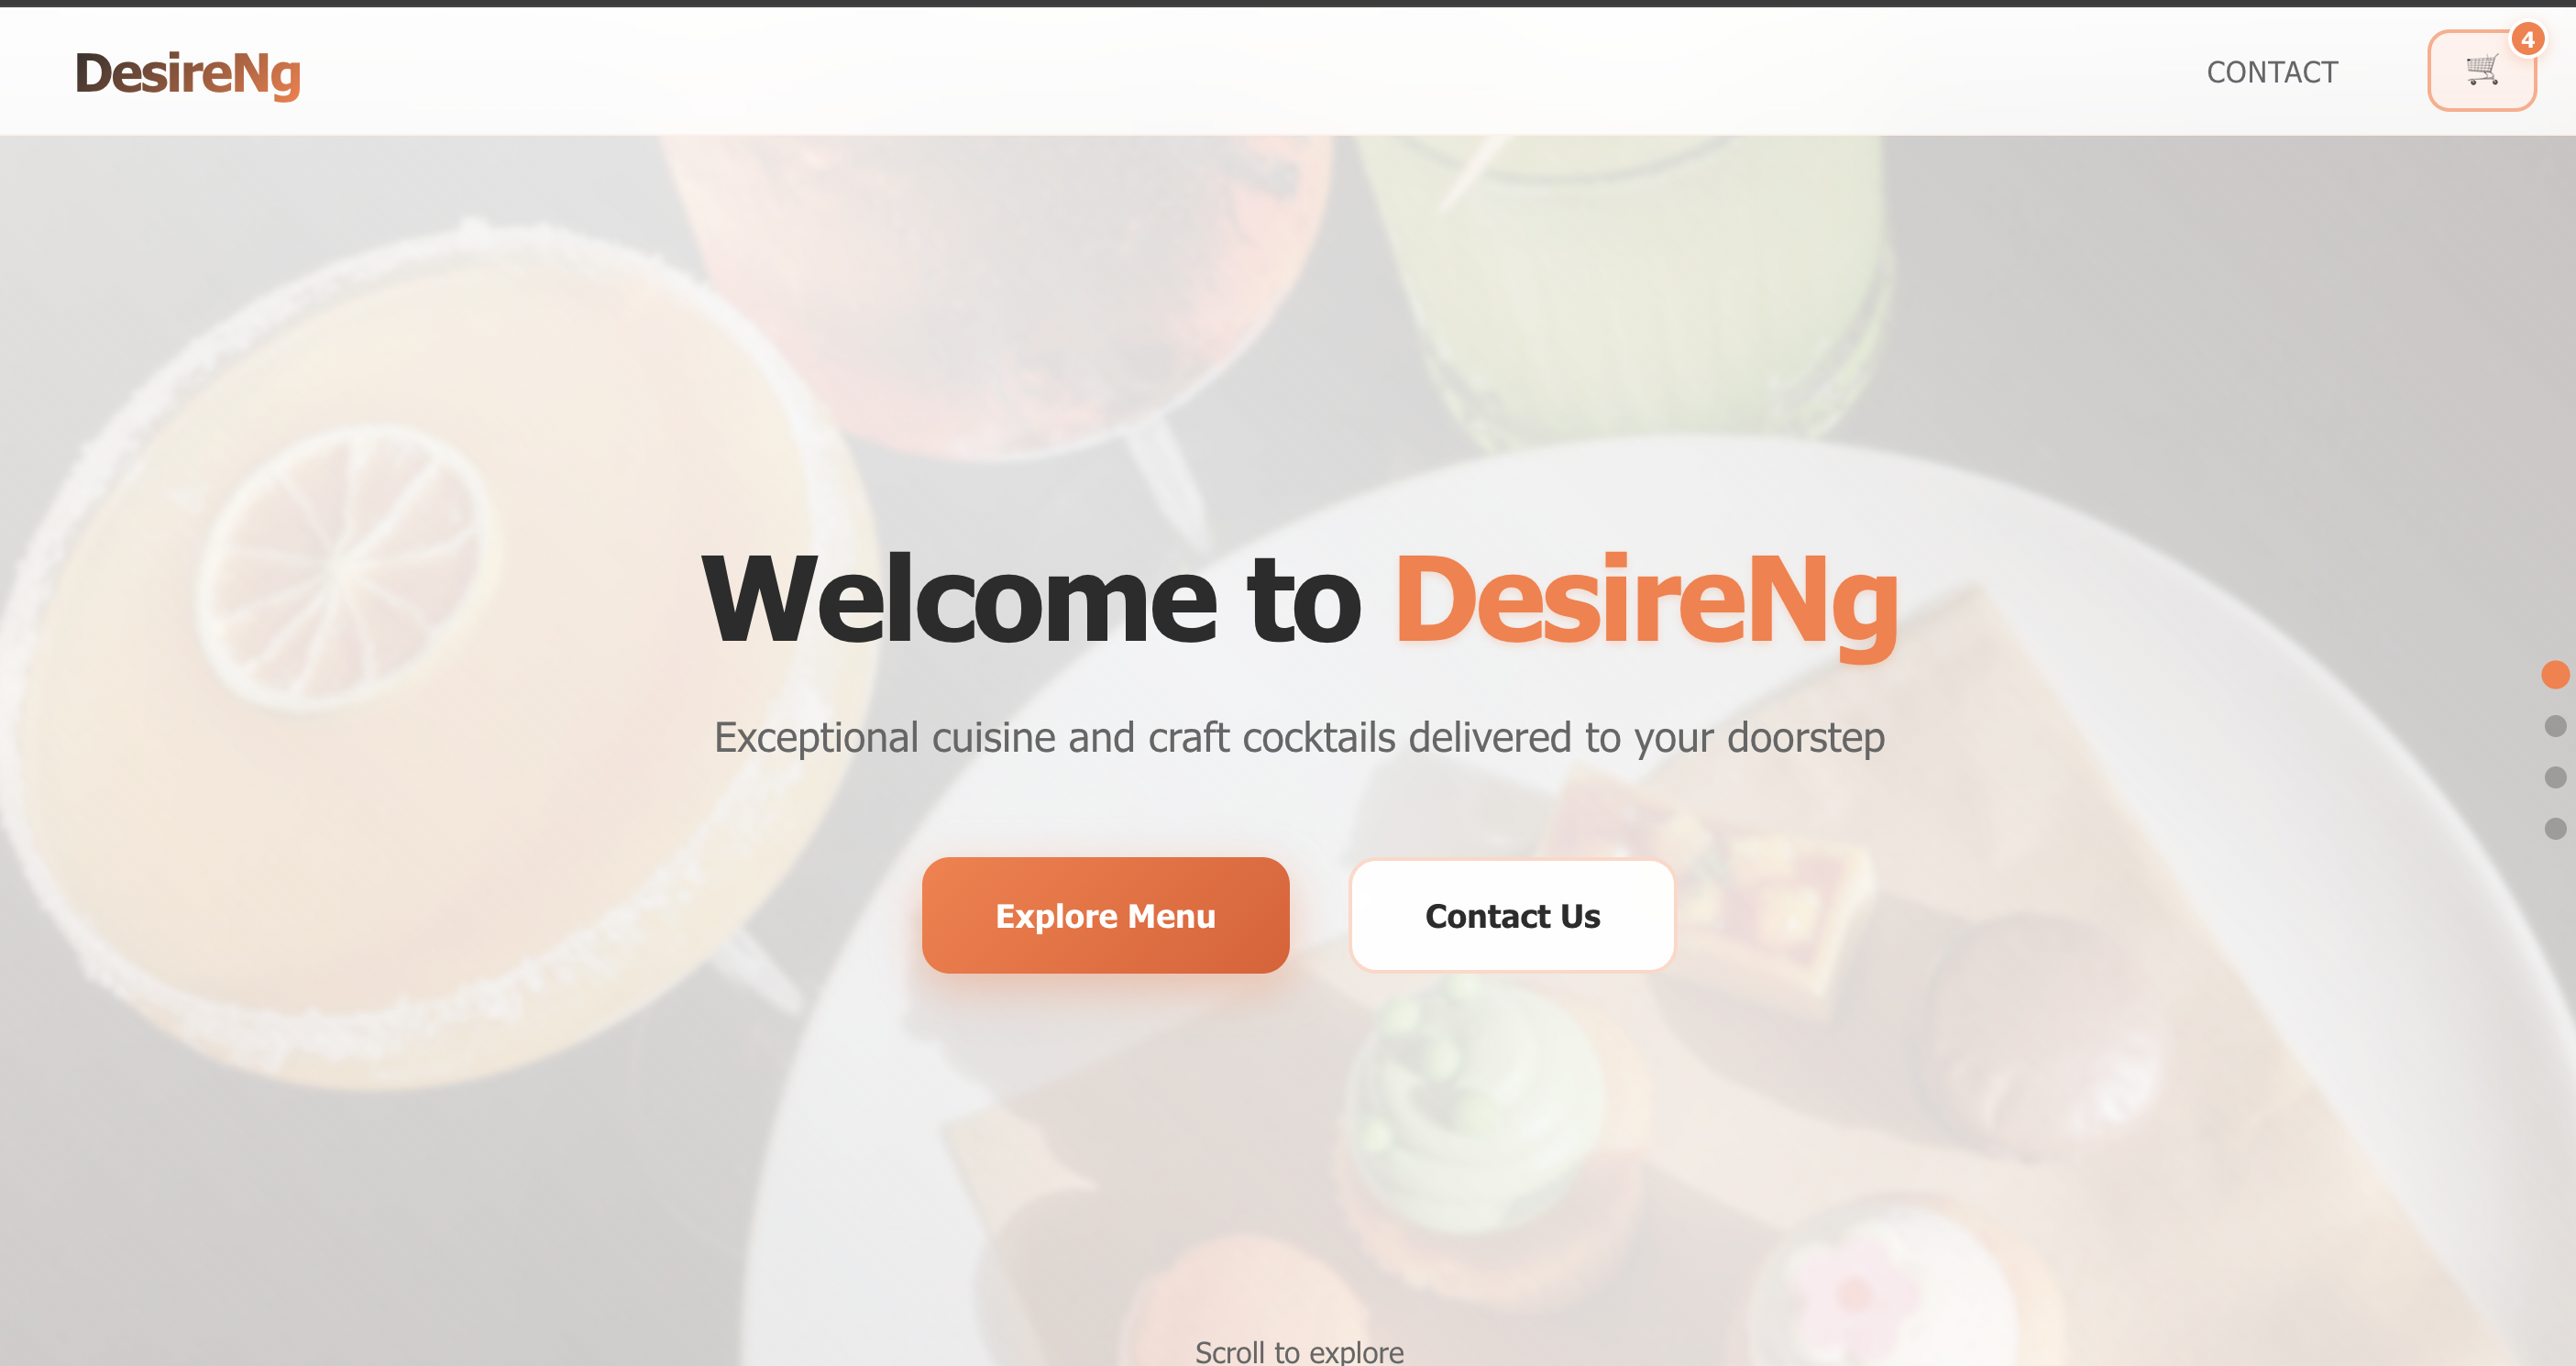 DesireNg
CONTACT
4
Welcome to DesireNg
Exceptional cuisine and craft cocktails delivered to your doorstep
Explore Menu
Contact Us
Scroll to explore